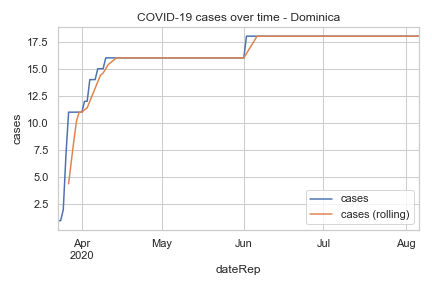 COVID-19 cases over time - Dominica
17.5
15.0
12.5
10.0
7.5
5.0
2.5
cases
cases
cases (rolling)
Apr
2020
May
Jun
Jul
Aug
dateRep